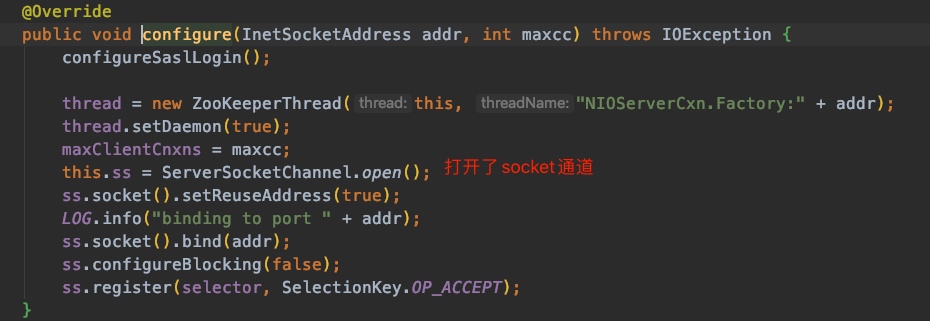 @Override
public void configure(InetSocketAddress addr, int maxcc) throws IOException {
configureSaslLogin();
thread = new ZooKeeperThread( thread: this, threadName: "NIOServerCxn.Factory:" + addr);
thread.setDaemon(true);
maxClientCnxns = maxcc;
this.ss = ServerSocketChannel.open(); 打开了socket通道
ss.socket().setReuseAddress(true);
LOG.info("binding to port " + addr);
ss.socket().bind(addr);
ss.configureBlocking(false);
ss.register(selector, SelectionKey.OP_ACCEPT);
}